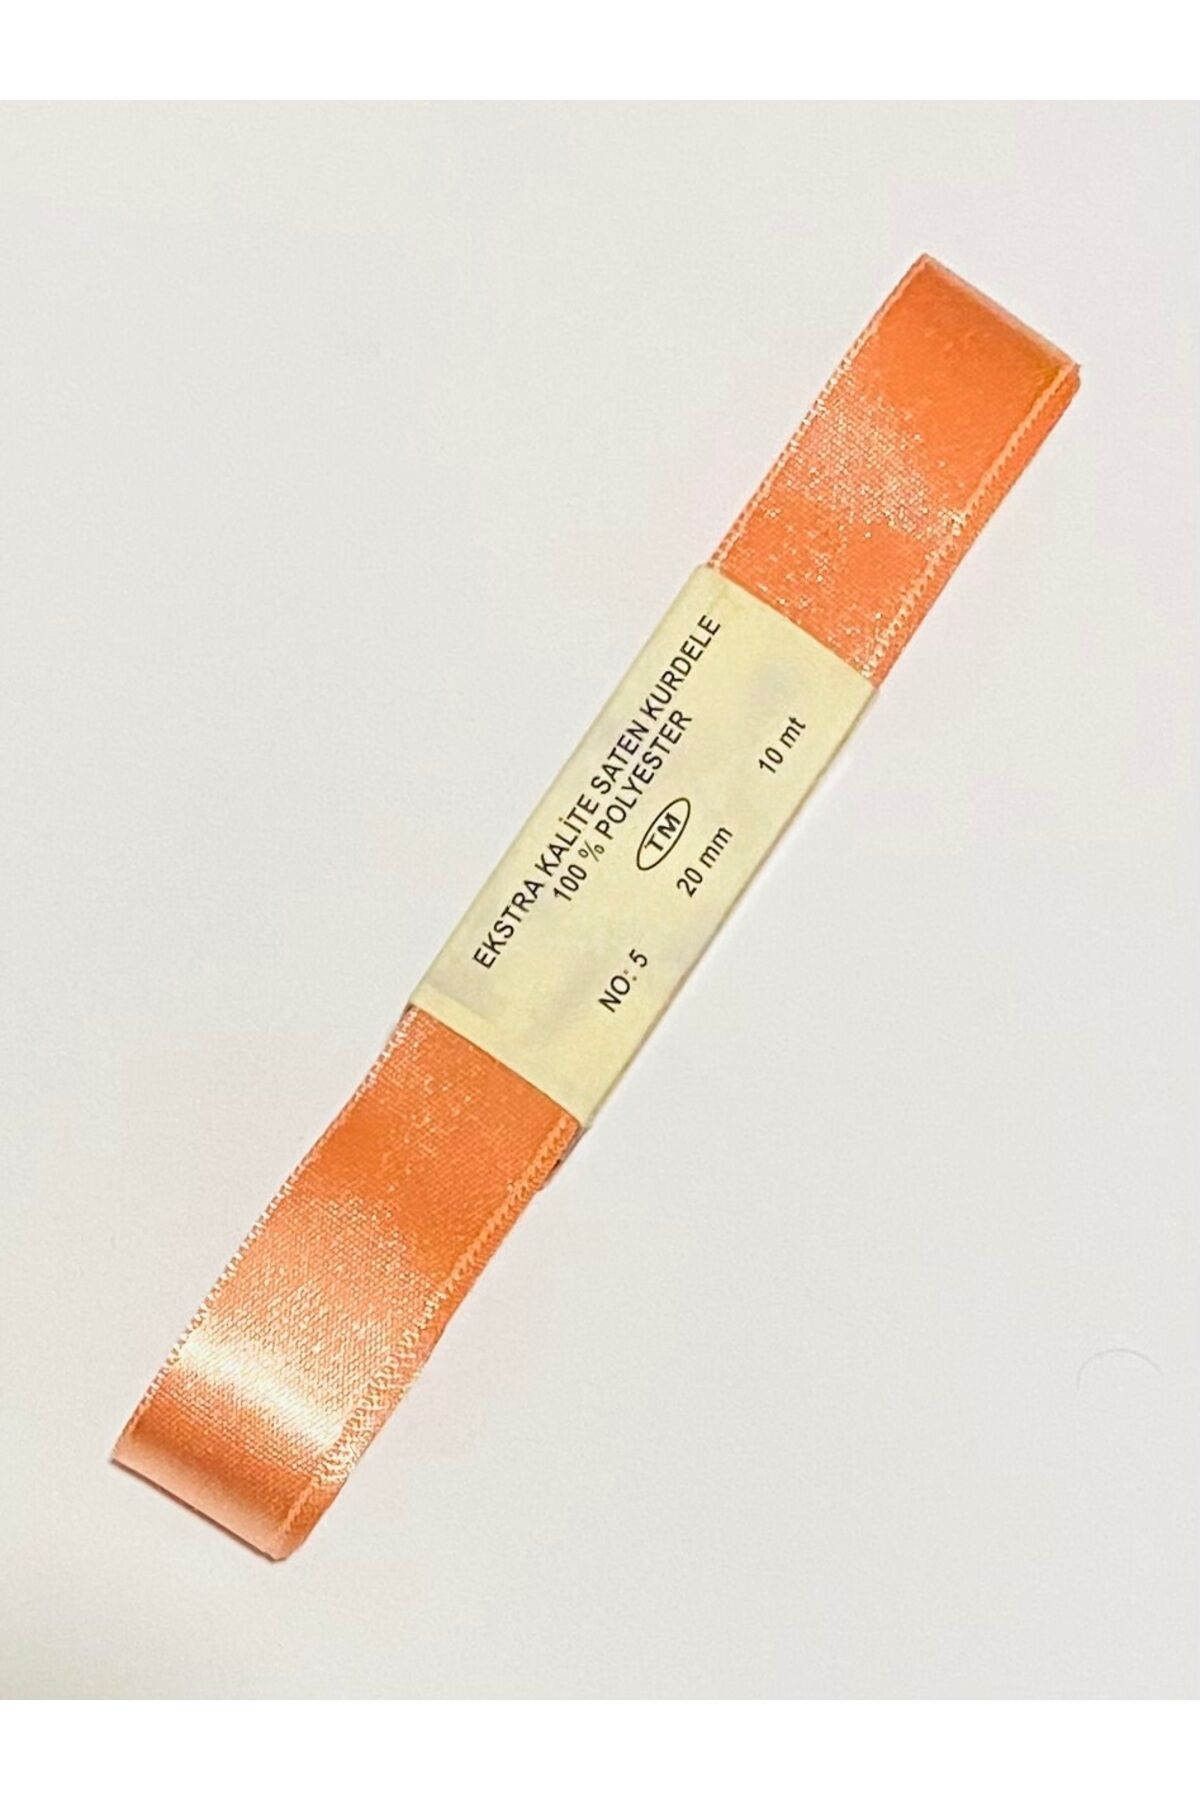 EKSTRA KALİTE SATEN KURDELE
100 % POLYESTER
TM
NO: 5 20 mm 10 mt